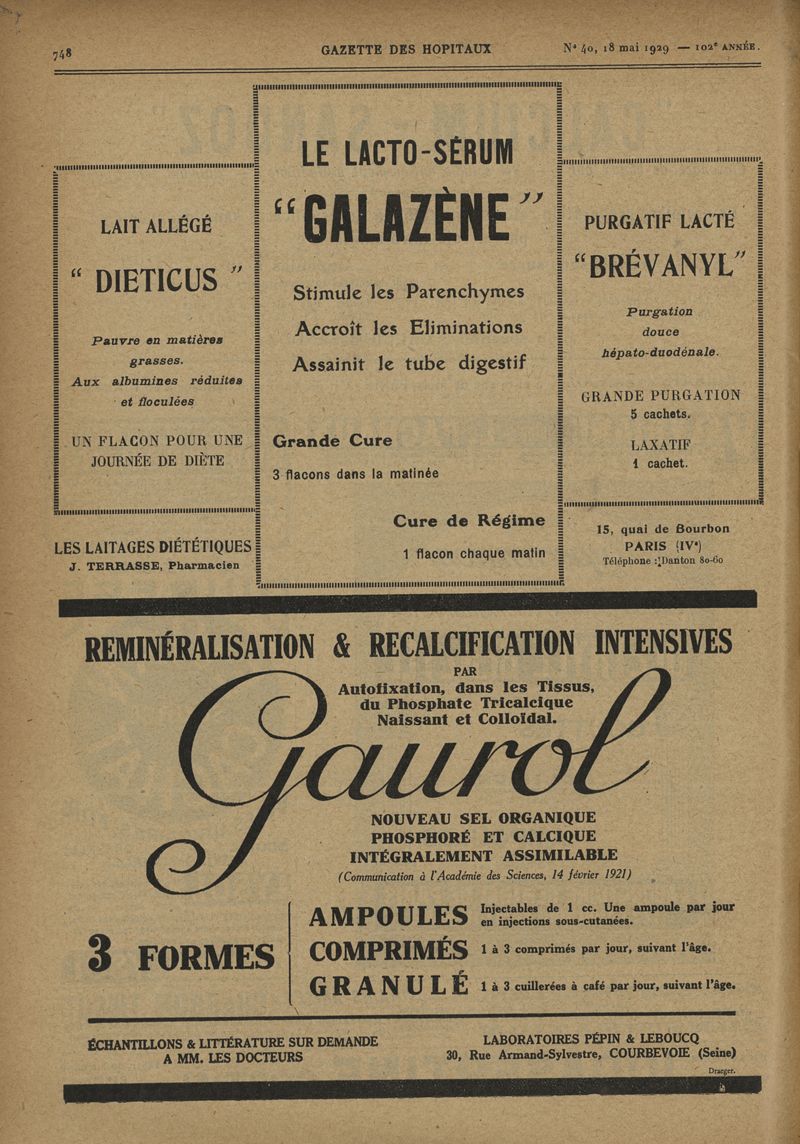 748
GAZETTE DES HOPITAUX
N° 40, 18 mai 1929 — 102e ANNÉE.
LAIT ALLÉGÉ
“ DIETICUS ”
Pauvre en matières
grasses.
Aux albumines réduites
et floculées
UN FLACON POUR UNE
JOURNÉE DE DIÈTE
LES LAITAGES DIÉTÉTIQUES
J. TERRASSE, Pharmacien
LE LACTO-SÉRUM
“GALAZÈNE”
Stimule les Parenchymes
Accroît les Eliminations
Assainit le tube digestif
Grande Cure
3 flacons dans la matinée
Cure de Régime
1 flacon chaque matin
PURGATIF LACTÉ
“BRÉVANYL”
Purgation
douce
hépato-duodénale.
GRANDE PURGATION
5 cachets.
LAXATIF
1 cachet.
15, quai de Bourbon
PARIS (IVe)
Téléphone : Danton 80-60
REMINÉRALISATION & RECALCIFICATION INTENSIVES
PAR
Autofixation, dans les Tissus,
du Phosphate Tricalcique
Naissant et Colloïdal.
Gaurol
NOUVEAU SEL ORGANIQUE
PHOSPHORÉ ET CALCIQUE
INTÉGRALEMENT ASSIMILABLE
(Communication à l'Académie des Sciences, 14 février 1921)
3 FORMES
AMPOULES Injectables de 1 cc. Une ampoule par jour
en injections sous-cutanées.
COMPRIMÉS 1 à 3 comprimés par jour, suivant l'âge.
GRANULÉ 1 à 3 cuillerées à café par jour, suivant l'âge.
ÉCHANTILLONS & LITTÉRATURE SUR DEMANDE
A MM. LES DOCTEURS
LABORATOIRES PÉPIN & LEBOUCQ
30, Rue Armand-Sylvestre, COURBEVOIE (Seine)
Draeger.